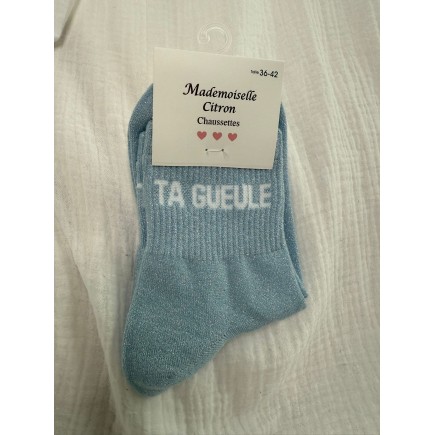 Taille 36-42
Mademoiselle
Citron
Chaussettes
TA GUEULE